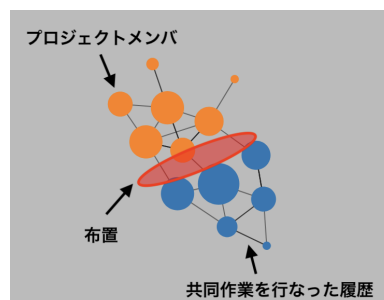 プロジェクトメンバ
布置
共同作業を行なった履歴